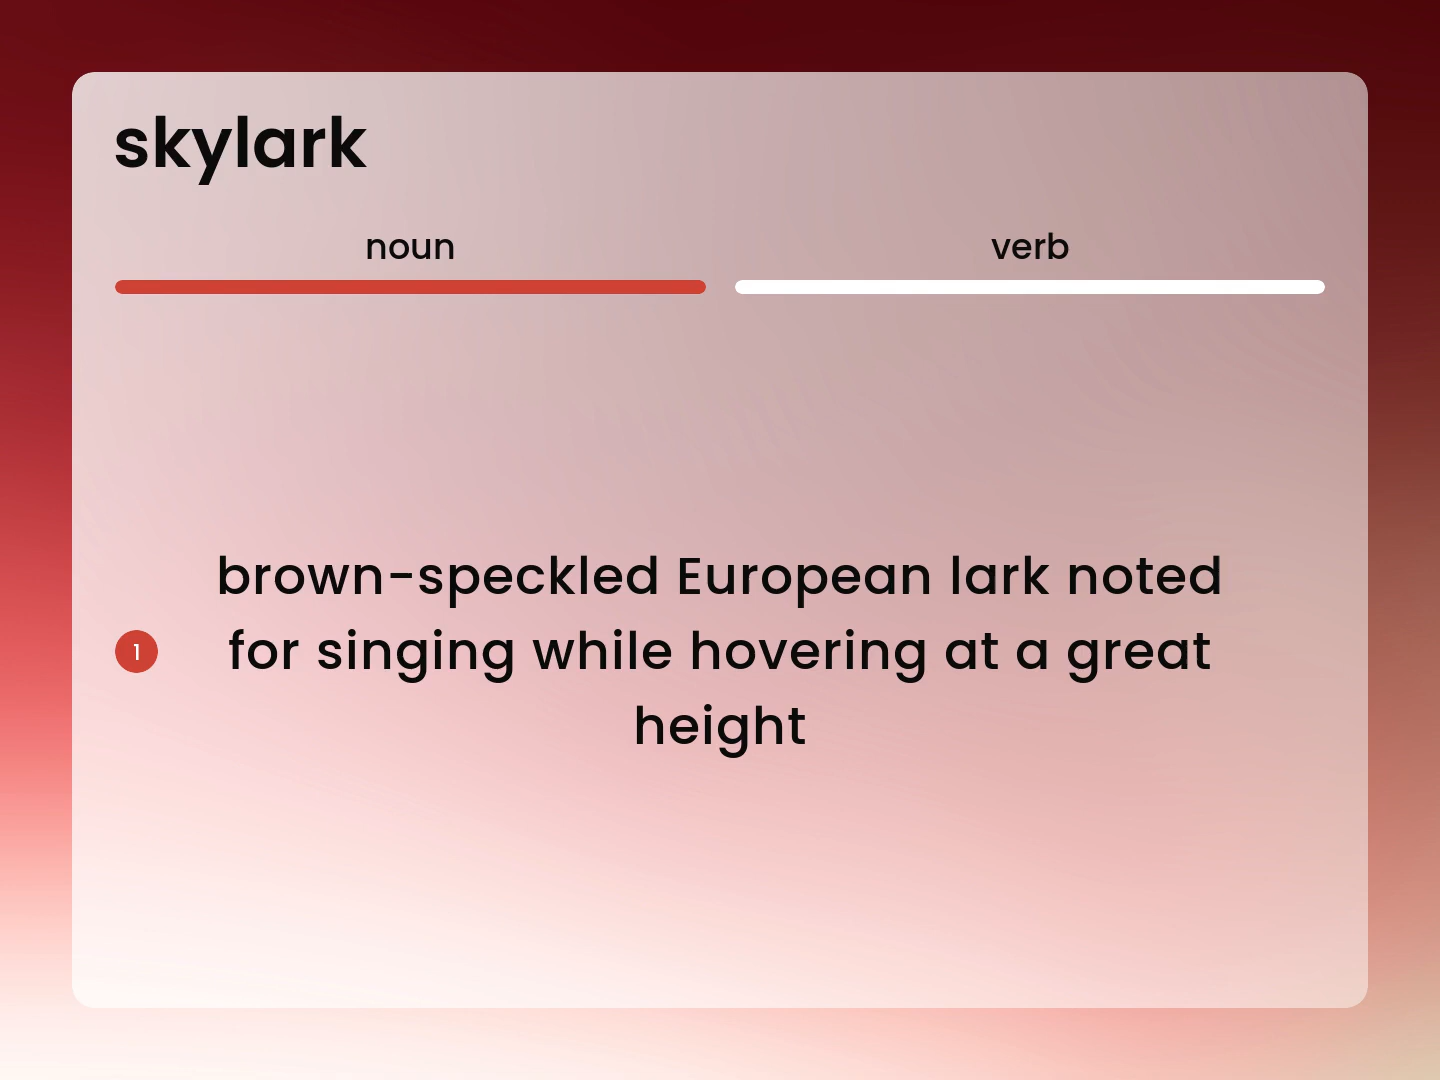 skylark
noun
verb
brown-speckled European lark noted
1
for singing while hovering at a great
height